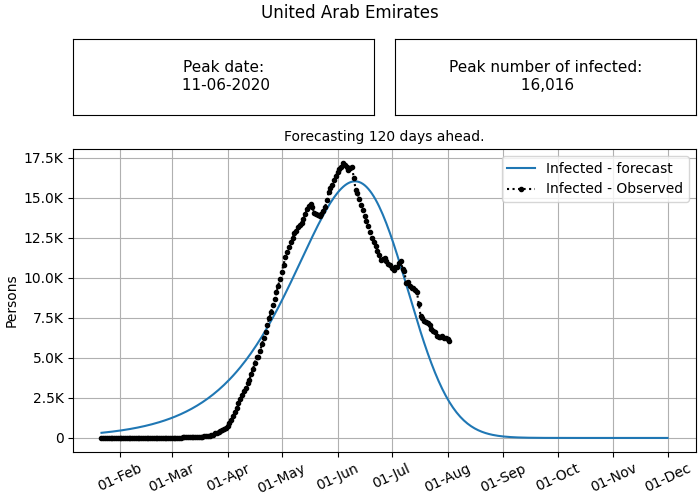 United Arab Emirates
Peak date:
11-06-2020
Peak number of infected:
16,016
Forecasting 120 days ahead.
Infected - forecast
Infected - Observed
Persons
17.5K
15.0K
12.5K
10.0K
7.5K
5.0K
2.5K
0
01-Feb
01-Mar
01-Apr
01-May
01-Jun
01-Jul
01-Aug
01-Sep
01-Oct
01-Nov
01-Dec